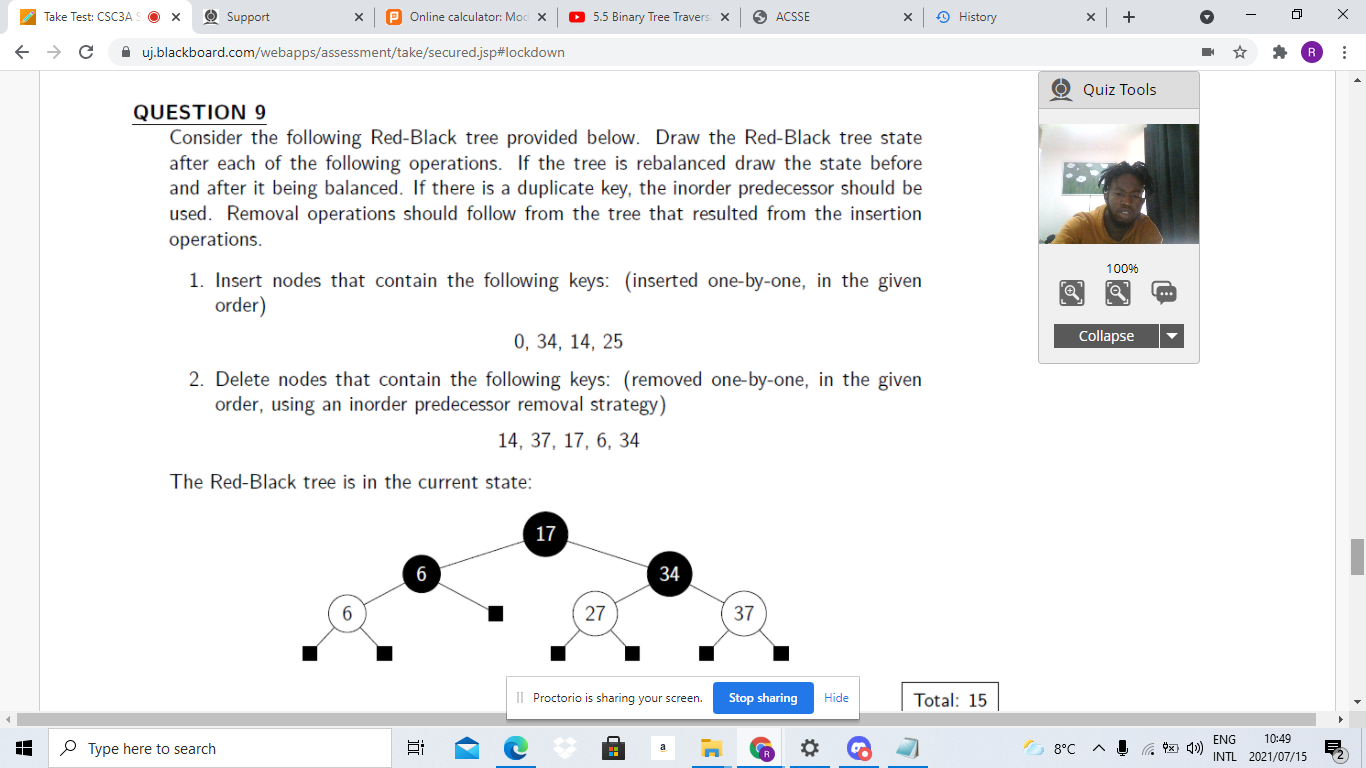 Take Test: CSC3A S
Support
Online calculator: Mod
5.5 Binary Tree Travers
ACSSE
History
uj.blackboard.com/webapps/assessment/take/secured.jsp#lockdown
R
Quiz Tools
QUESTION 9
Consider the following Red-Black tree provided below. Draw the Red-Black tree state
after each of the following operations. If the tree is rebalanced draw the state before
and after it being balanced. If there is a duplicate key, the inorder predecessor should be
used. Removal operations should follow from the tree that resulted from the insertion
operations.
100%
Collapse
1. Insert nodes that contain the following keys: (inserted one-by-one, in the given
order)
0, 34, 14, 25
2. Delete nodes that contain the following keys: (removed one-by-one, in the given
order, using an inorder predecessor removal strategy)
14, 37, 17, 6, 34
The Red-Black tree is in the current state:
17
6
34
6
27
37
Proctorio is sharing your screen.
Stop sharing
Hide
Total: 15
Type here to search
a
R
8°C
ENG
INTL
10:49
2021/07/15
2